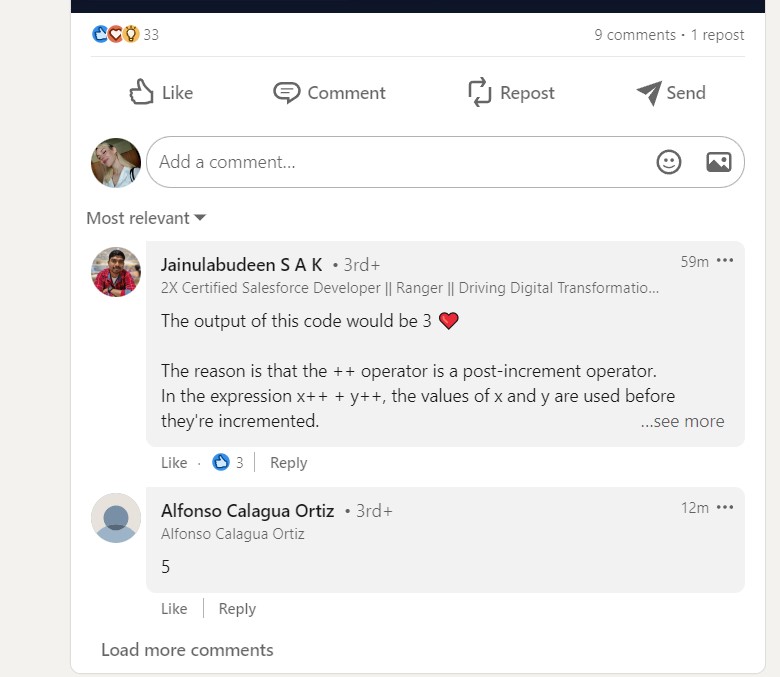 33
9 comments · 1 repost
Like
Comment
Repost
Send
Add a comment...
Most relevant
Jainulabudeen S A K • 3rd+
59m
2X Certified Salesforce Developer || Ranger || Driving Digital Transformatio...
The output of this code would be 3 ❤️
The reason is that the ++ operator is a post-increment operator.
In the expression x++ + y++, the values of x and y are used before
they're incremented.
...see more
Like · 3 | Reply
Alfonso Calagua Ortiz • 3rd+
12m
Alfonso Calagua Ortiz
5
Like | Reply
Load more comments